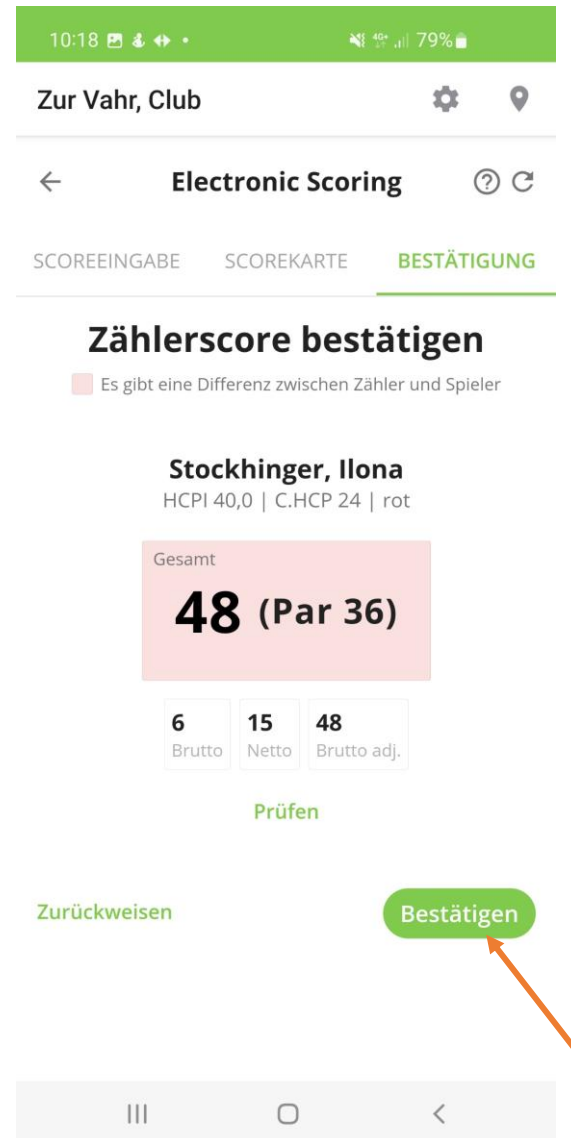 10:18 79%
Zur Vahr, Club
Electronic Scoring
SCOREEINGABE SCOREKARTE BESTÄTIGUNG
Zählerscore bestätigen
Es gibt eine Differenz zwischen Zähler und Spieler
Stockhinger, Ilona
HCPI 40,0 | C.HCP 24 | rot
Gesamt
48 (Par 36)
6 15 48
Brutto Netto Brutto adj.
Prüfen
Zurückweisen Bestätigen